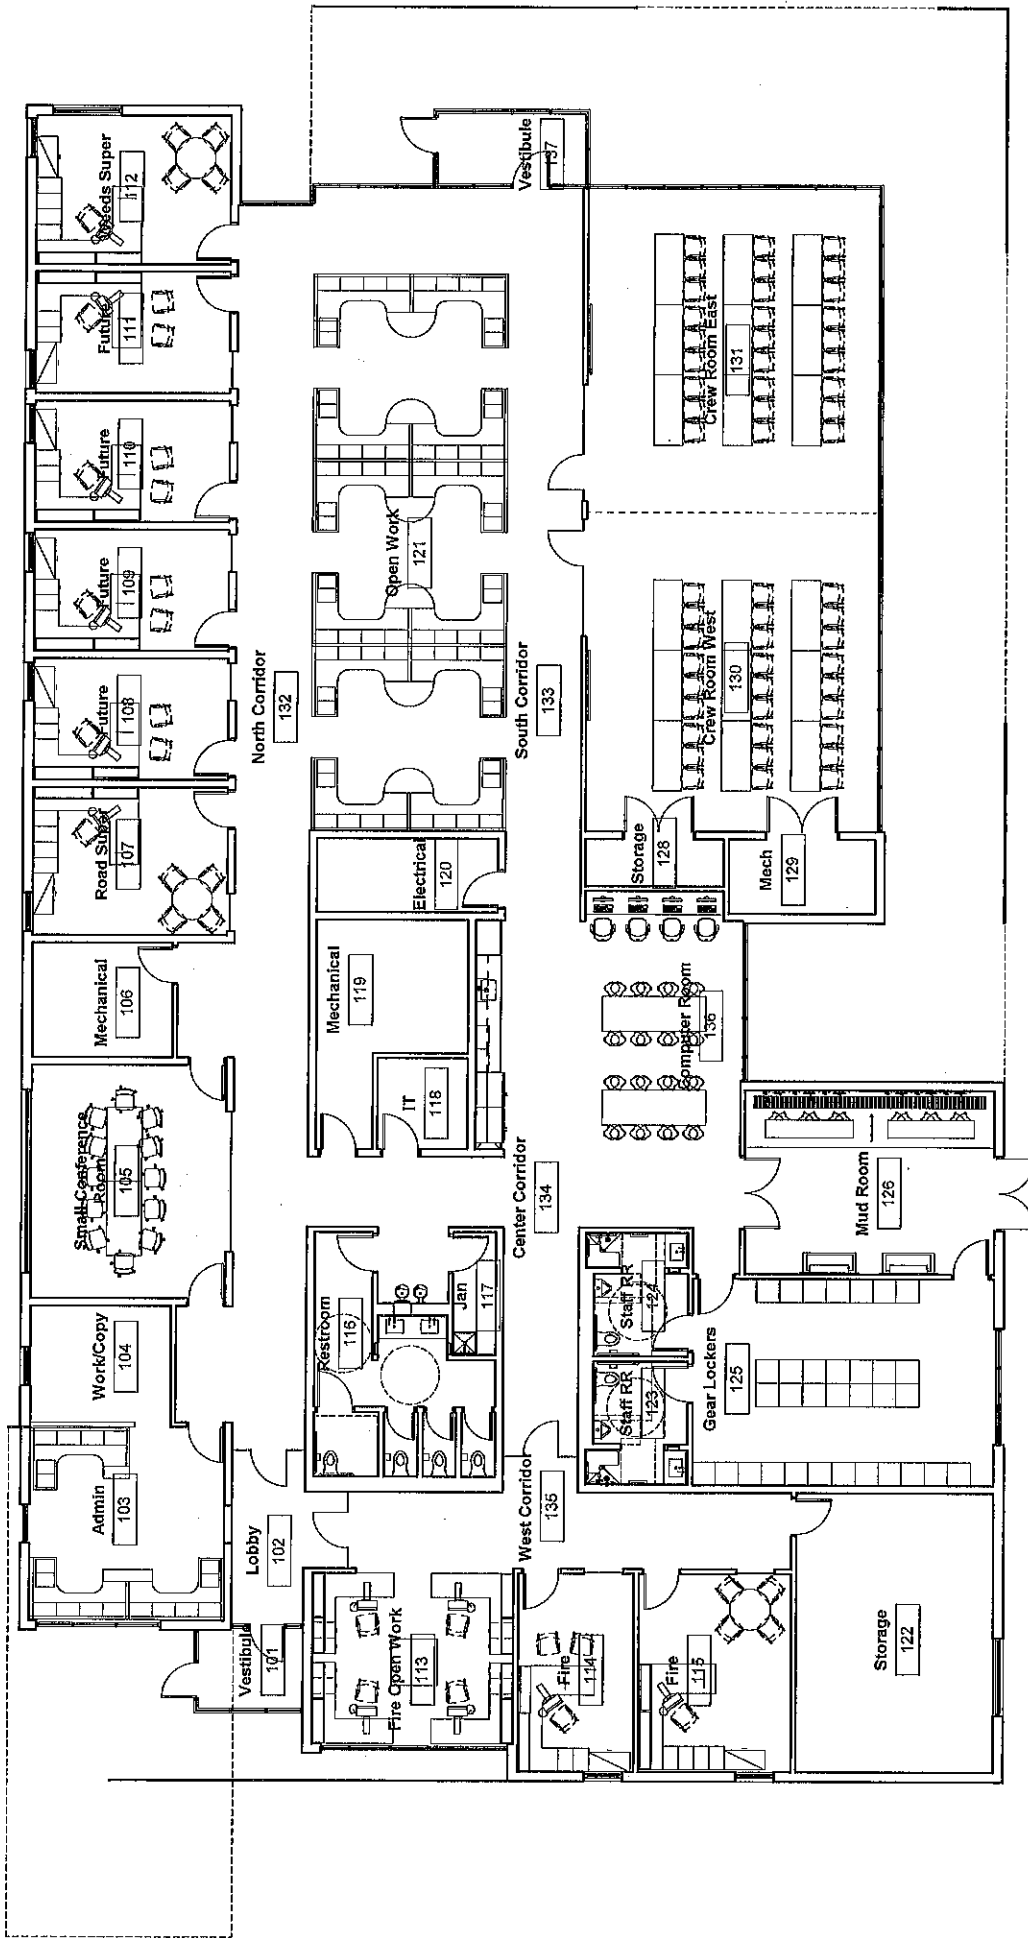 Vestibule
101
Lobby
102
Admin
103
Work/Copy
104
Small Conference
Room
105
Mechanical
106
Road Super
107
Future
108
Future
109
Future
110
Future
111
Weeds Super
112
Fire Open Work
113
Fire
114
Fire
115
Restroom
116
Jan
117
IT
118
Mechanical
119
Electrical
120
Open Work
121
Storage
122
Staff RR
123
Staff RR
124
Gear Lockers
125
Mud Room
126
Storage
128
Mech
129
Crew Room West
130
Crew Room East
131
North Corridor
132
South Corridor
133
Center Corridor
134
West Corridor
135
Computer Room
136
Vestibule
137